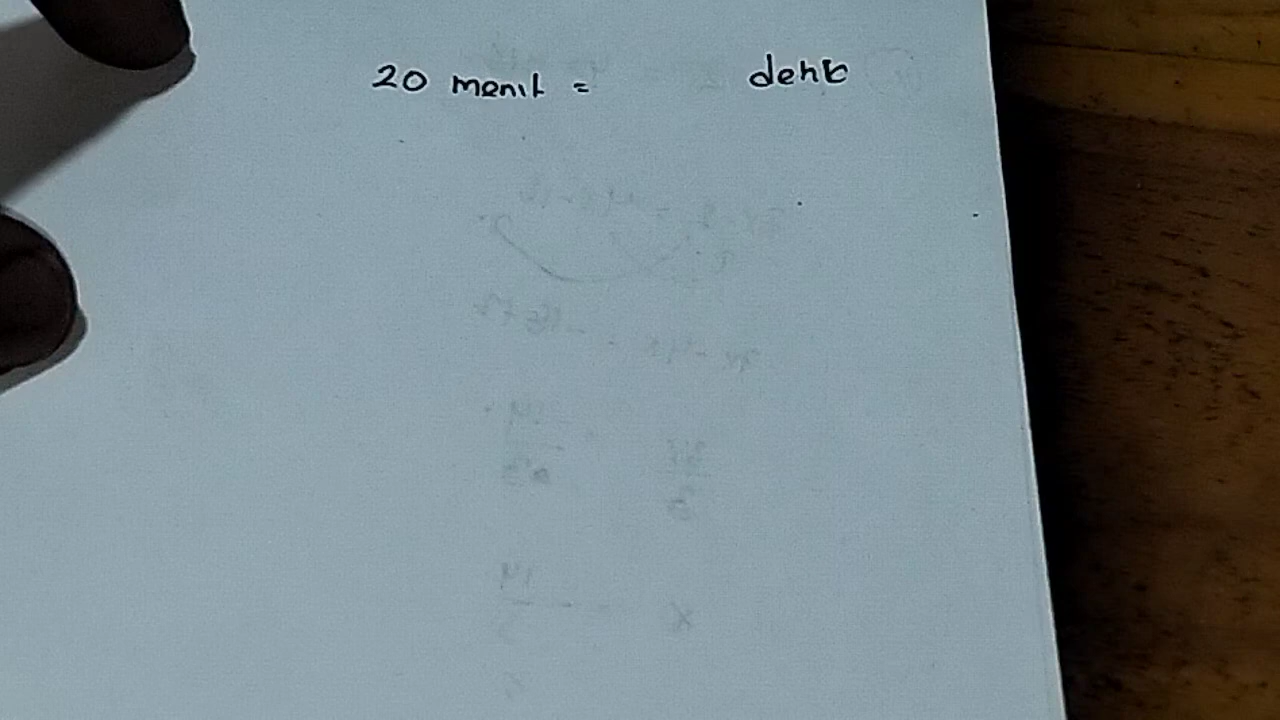 20 menit = detik